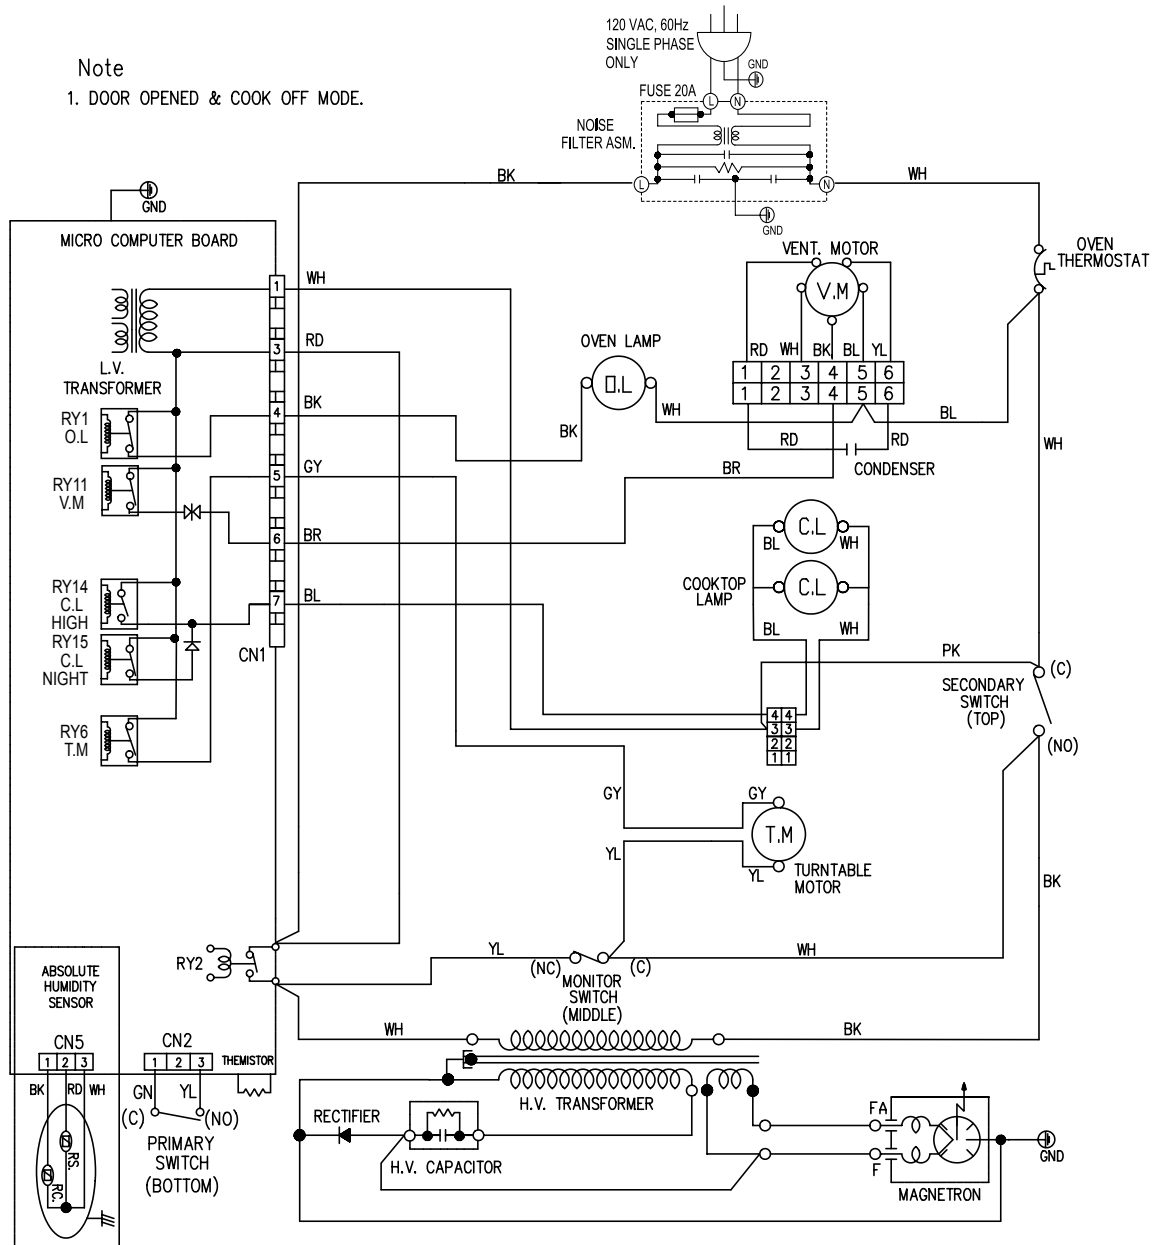 120 VAC, 60Hz
SINGLE PHASE
ONLY
GND
Note
1. DOOR OPENED & COOK OFF MODE.
FUSE 20A
L
N
NOISE
FILTER ASM.
BK
L
N
WH
GND
GND
MICRO COMPUTER BOARD
VENT. MOTOR
OVEN
THERMOSTAT
1
WH
V.M
3
RD
OVEN LAMP
RD
WH
BK
BL
YL
L.V.
TRANSFORMER
1 2 3 4 5 6
1 2 3 4 5 6
O.L
RY1
O.L
4
BK
WH
BL
BK
RD
RD
WH
CONDENSER
RY11
V.M
5
GY
BR
6
BR
C.L
BL
WH
COOKTOP
LAMP
C.L
RY14
C.L
HIGH
7
BL
BL
WH
RY15
C.L
NIGHT
CN1
PK
(C)
SECONDARY
SWITCH
(TOP)
(NO)
4 4
3 3
2 2
1 1
RY6
T.M
GY
GY
T.M
YL
YL
TURNTABLE
MOTOR
BK
RY2
YL
(NC)
(C)
WH
MONITOR
SWITCH
(MIDDLE)
ABSOLUTE
HUMIDITY
SENSOR
CN5
1 2 3
CN2
1 2 3
THEMISTOR
WH
BK
BK
RD
WH
GN
YL
(C)
(NO)
PRIMARY
SWITCH
(BOTTOM)
RS.
RC.
H.V. TRANSFORMER
RECTIFIER
H.V. CAPACITOR
FA
F
MAGNETRON
GND